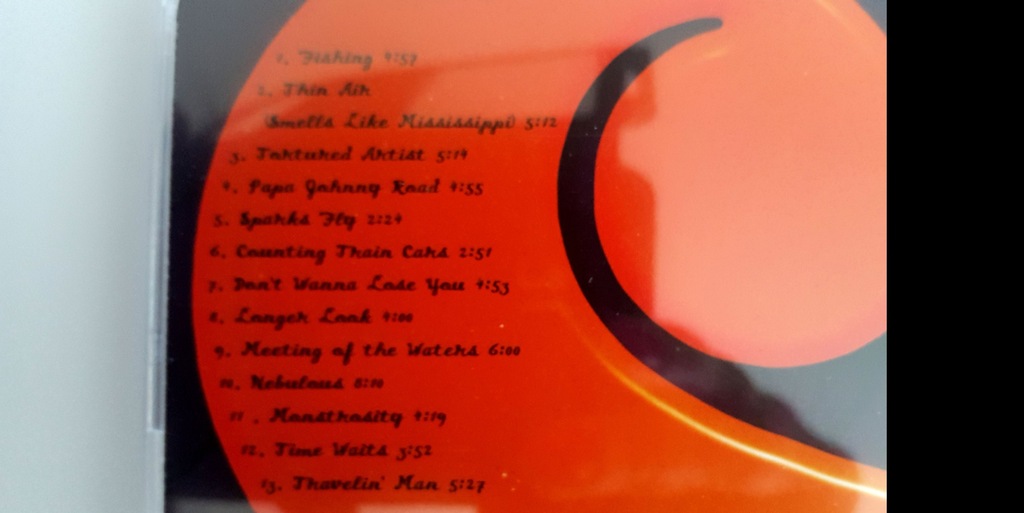 1. Fishing 4:57
2. Thin Air
(Smells Like Mississippi) 5:12
3. Tortured Artist 5:14
4. Papa Johnny Road 4:55
5. Sparks Fly 2:24
6. Counting Train Cars 2:51
7. Don't Wanna Lose You 4:53
8. Longer Look 4:00
9. Meeting of the Waters 6:00
10. Nebulous 8:10
11. Monstrosity 4:19
12. Time Waits 3:52
13. Travelin' Man 5:27